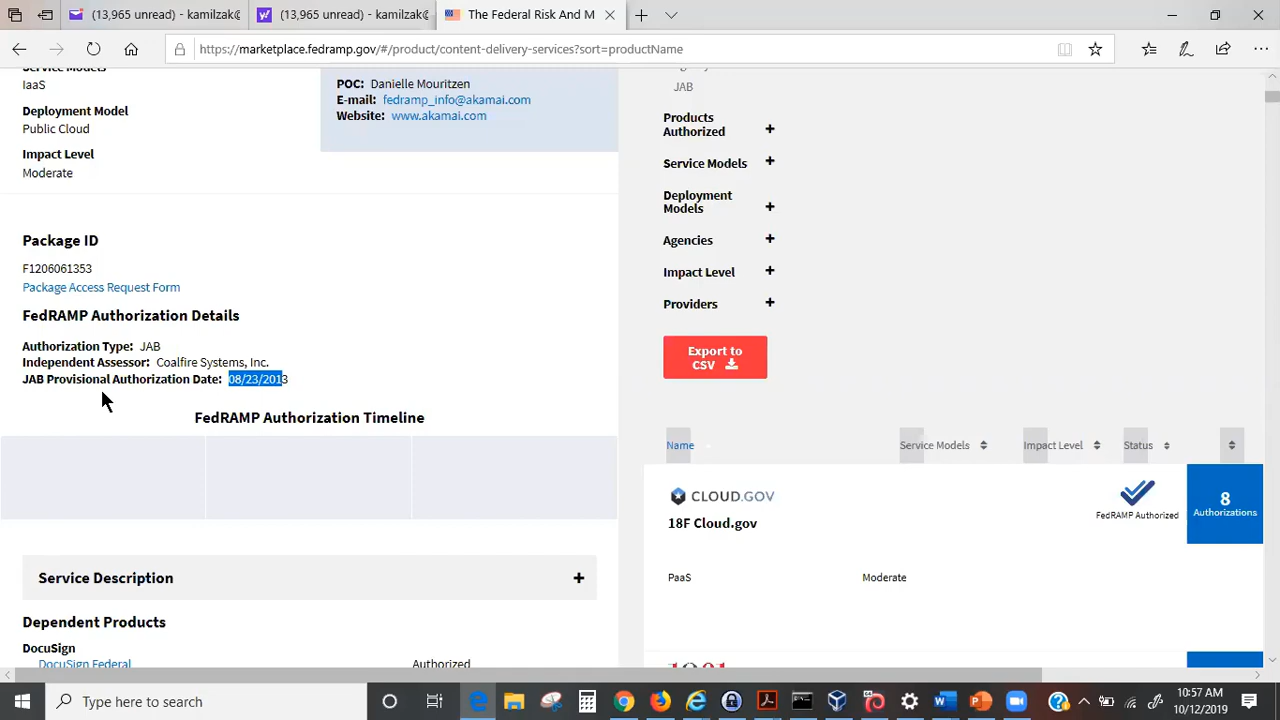 (13,965 unread) - kamilzak@
(13,965 unread) - kamilzak@
The Federal Risk And M
https://marketplace.fedramp.gov/#/product/content-delivery-services?sort=productName
Service Models
IaaS
Deployment Model
Public Cloud
Impact Level
Moderate
POC: Danielle Mouritzen
E-mail: fedramp_info@akamai.com
Website: www.akamai.com
Package ID
F1206061353
Package Access Request Form
FedRAMP Authorization Details
Authorization Type: JAB
Independent Assessor: Coalfire Systems, Inc.
JAB Provisional Authorization Date: 08/23/2013
FedRAMP Authorization Timeline
Service Description
Dependent Products
DocuSign
DocuSign Federal Authorized
JAB
Products
Authorized
Service Models
Deployment
Models
Agencies
Impact Level
Providers
Export to
CSV
Name Service Models Impact Level Status
CLOUD.GOV
18F Cloud.gov
FedRAMP Authorized
8
Authorizations
PaaS Moderate
Type here to search
10:57 AM
10/12/2019